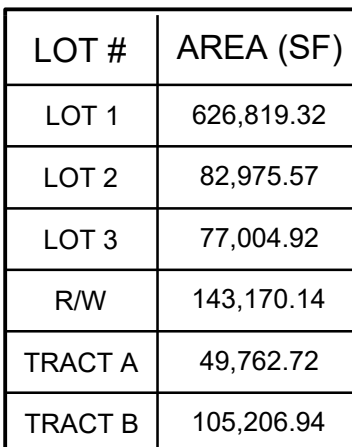 LOT # AREA (SF)
LOT 1 626,819.32
LOT 2 82,975.57
LOT 3 77,004.92
R/W 143,170.14
TRACT A 49,762.72
TRACT B 105,206.94